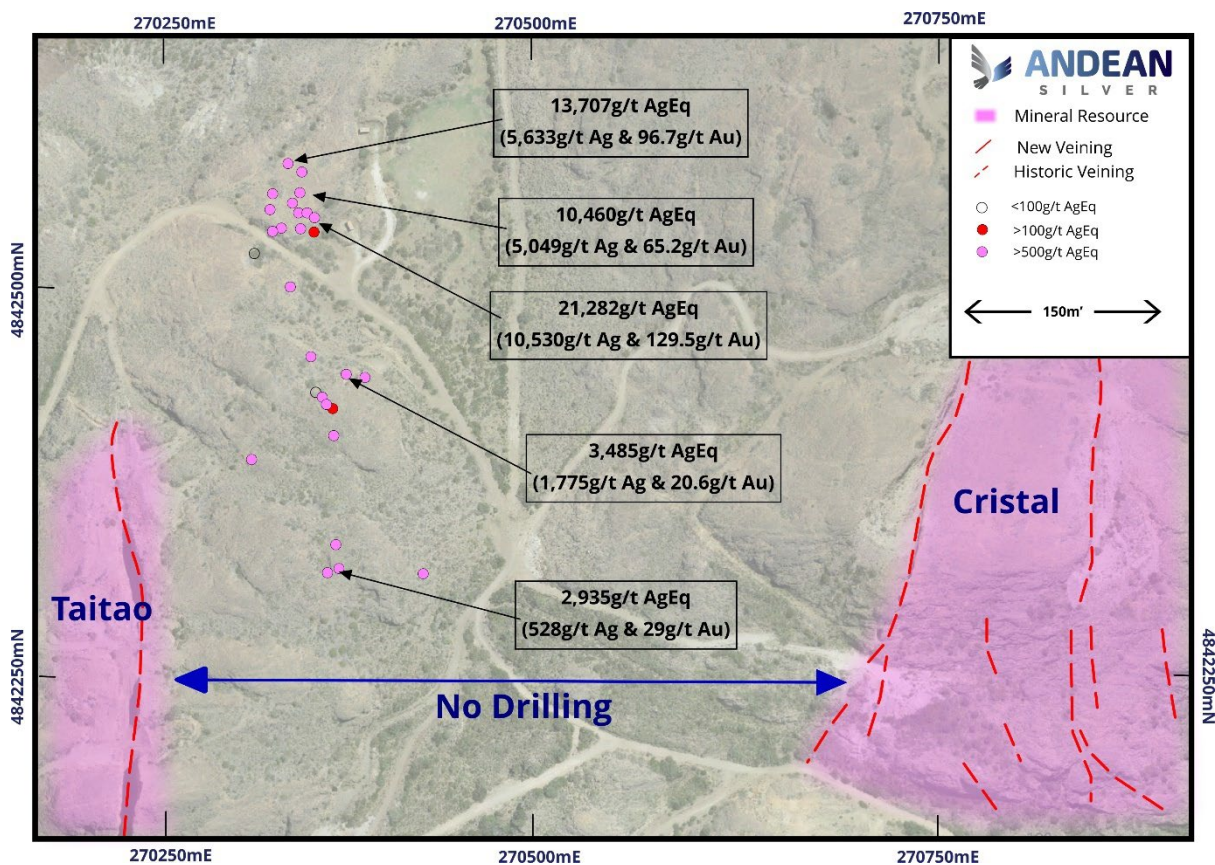 270250mE
270500mE
270750mE
ANDEAN
SILVER
Mineral Resource
New Veining
Historic Veining
<100g/t AgEq
>100g/t AgEq
>500g/t AgEq
150m'
13,707g/t AgEq
(5,633g/t Ag & 96.7g/t Au)
10,460g/t AgEq
(5,049g/t Ag & 65.2g/t Au)
21,282g/t AgEq
(10,530g/t Ag & 129.5g/t Au)
3,485g/t AgEq
(1,775g/t Ag & 20.6g/t Au)
2,935g/t AgEq
(528g/t Ag & 29g/t Au)
4842500mN
Cristal
Taitao
No Drilling
4842250mN
4842250mN
270250mE
270500mE
270750mE